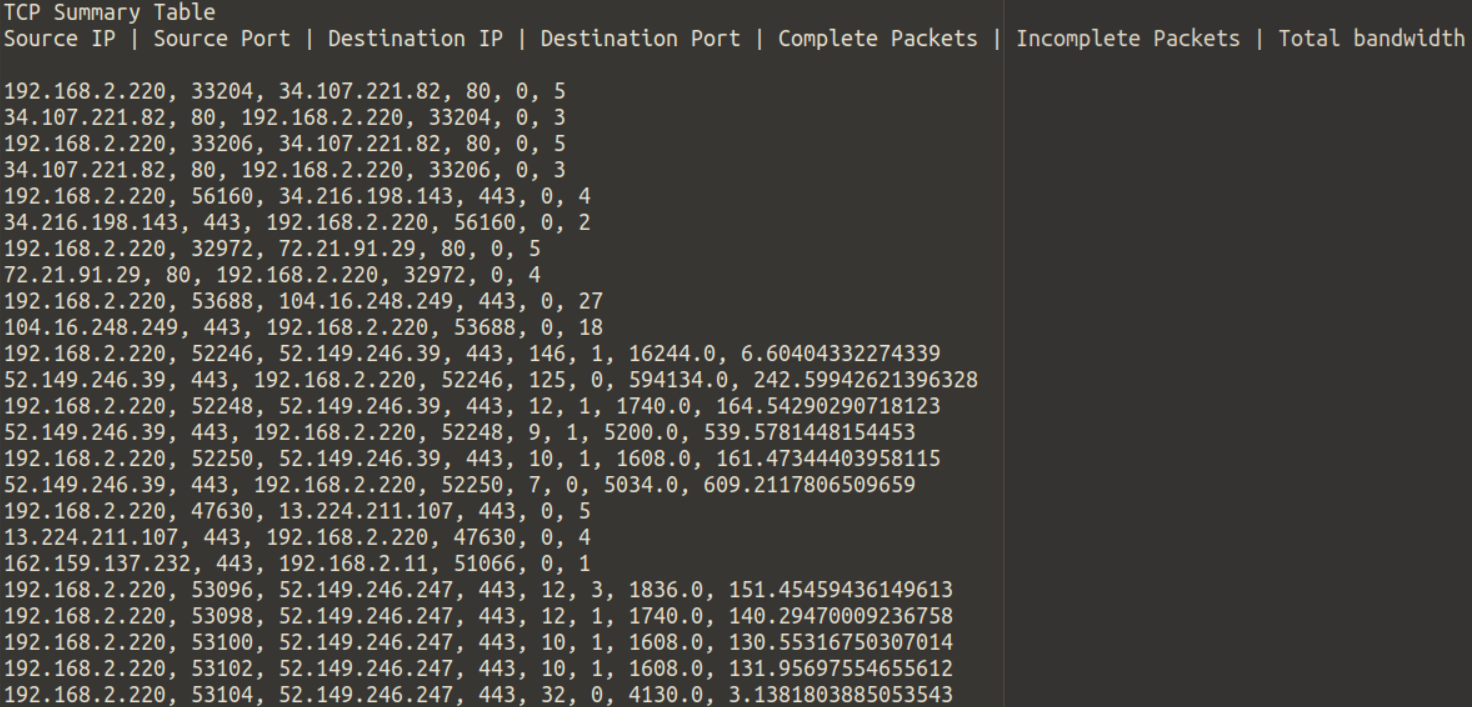 TCP Summary Table
Source IP | Source Port | Destination IP | Destination Port | Complete Packets | Incomplete Packets | Total bandwidth
192.168.2.220, 33204, 34.107.221.82, 80, 0, 5
34.107.221.82, 80, 192.168.2.220, 33204, 0, 3
192.168.2.220, 33206, 34.107.221.82, 80, 0, 5
34.107.221.82, 80, 192.168.2.220, 33206, 0, 3
192.168.2.220, 56160, 34.216.198.143, 443, 0, 4
34.216.198.143, 443, 192.168.2.220, 56160, 0, 2
192.168.2.220, 32972, 72.21.91.29, 80, 0, 5
72.21.91.29, 80, 192.168.2.220, 32972, 0, 4
192.168.2.220, 53688, 104.16.248.249, 443, 0, 27
104.16.248.249, 443, 192.168.2.220, 53688, 0, 18
192.168.2.220, 52246, 52.149.246.39, 443, 146, 1, 16244.0, 6.60404332274339
52.149.246.39, 443, 192.168.2.220, 52246, 125, 0, 594134.0, 242.59942621396328
192.168.2.220, 52248, 52.149.246.39, 443, 12, 1, 1740.0, 164.54290290718123
52.149.246.39, 443, 192.168.2.220, 52248, 9, 1, 5200.0, 539.5781448154453
192.168.2.220, 52250, 52.149.246.39, 443, 10, 1, 1608.0, 161.47344403958115
52.149.246.39, 443, 192.168.2.220, 52250, 7, 0, 5034.0, 609.2117806509659
192.168.2.220, 47630, 13.224.211.107, 443, 0, 5
13.224.211.107, 443, 192.168.2.220, 47630, 0, 4
162.159.137.232, 443, 192.168.2.11, 51066, 0, 1
192.168.2.220, 53096, 52.149.246.247, 443, 12, 3, 1836.0, 151.45459436149613
192.168.2.220, 53098, 52.149.246.247, 443, 12, 1, 1740.0, 140.29470009236758
192.168.2.220, 53100, 52.149.246.247, 443, 10, 1, 1608.0, 130.55316750307014
192.168.2.220, 53102, 52.149.246.247, 443, 10, 1, 1608.0, 131.95697554655612
192.168.2.220, 53104, 52.149.246.247, 443, 32, 0, 4130.0, 3.1381803885053543